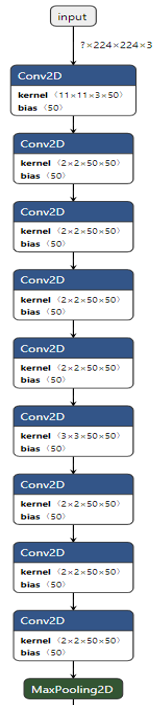 input
?×224×224×3
Conv2D
kernel ⟨11×11×3×50⟩
bias ⟨50⟩
Conv2D
kernel ⟨2×2×50×50⟩
bias ⟨50⟩
Conv2D
kernel ⟨2×2×50×50⟩
bias ⟨50⟩
Conv2D
kernel ⟨2×2×50×50⟩
bias ⟨50⟩
Conv2D
kernel ⟨2×2×50×50⟩
bias ⟨50⟩
Conv2D
kernel ⟨3×3×50×50⟩
bias ⟨50⟩
Conv2D
kernel ⟨2×2×50×50⟩
bias ⟨50⟩
Conv2D
kernel ⟨2×2×50×50⟩
bias ⟨50⟩
Conv2D
kernel ⟨2×2×50×50⟩
bias ⟨50⟩
MaxPooling2D